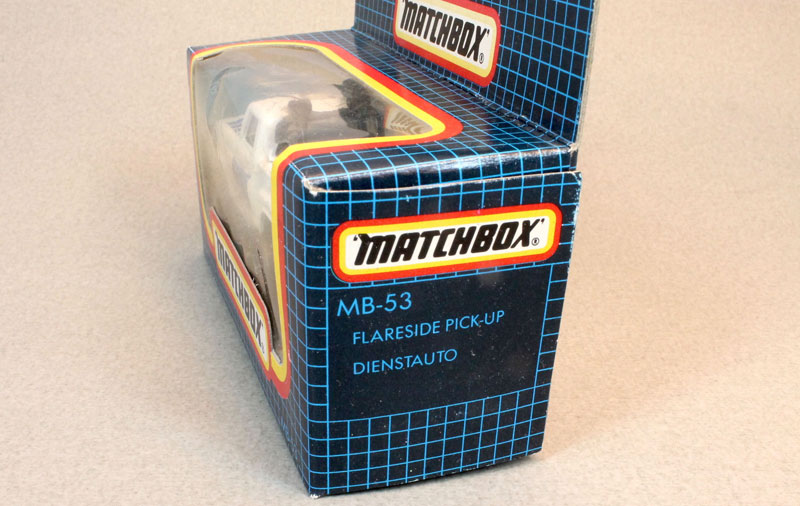 MATCHBOX®
MATCHBOX®
MB-53
FLARESIDE PICK-UP
DIENSTAUTO
MATCHBOX®